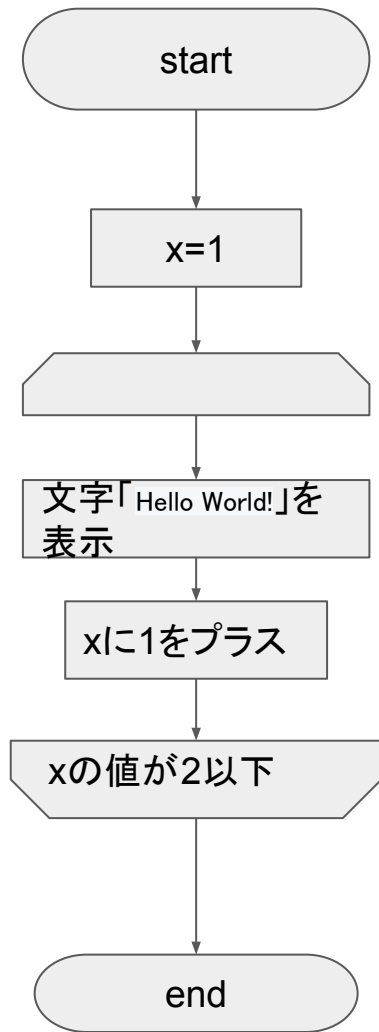 start
x=1
文字「Hello World!」を
表示
xに1をプラス
xの値が2以下
end